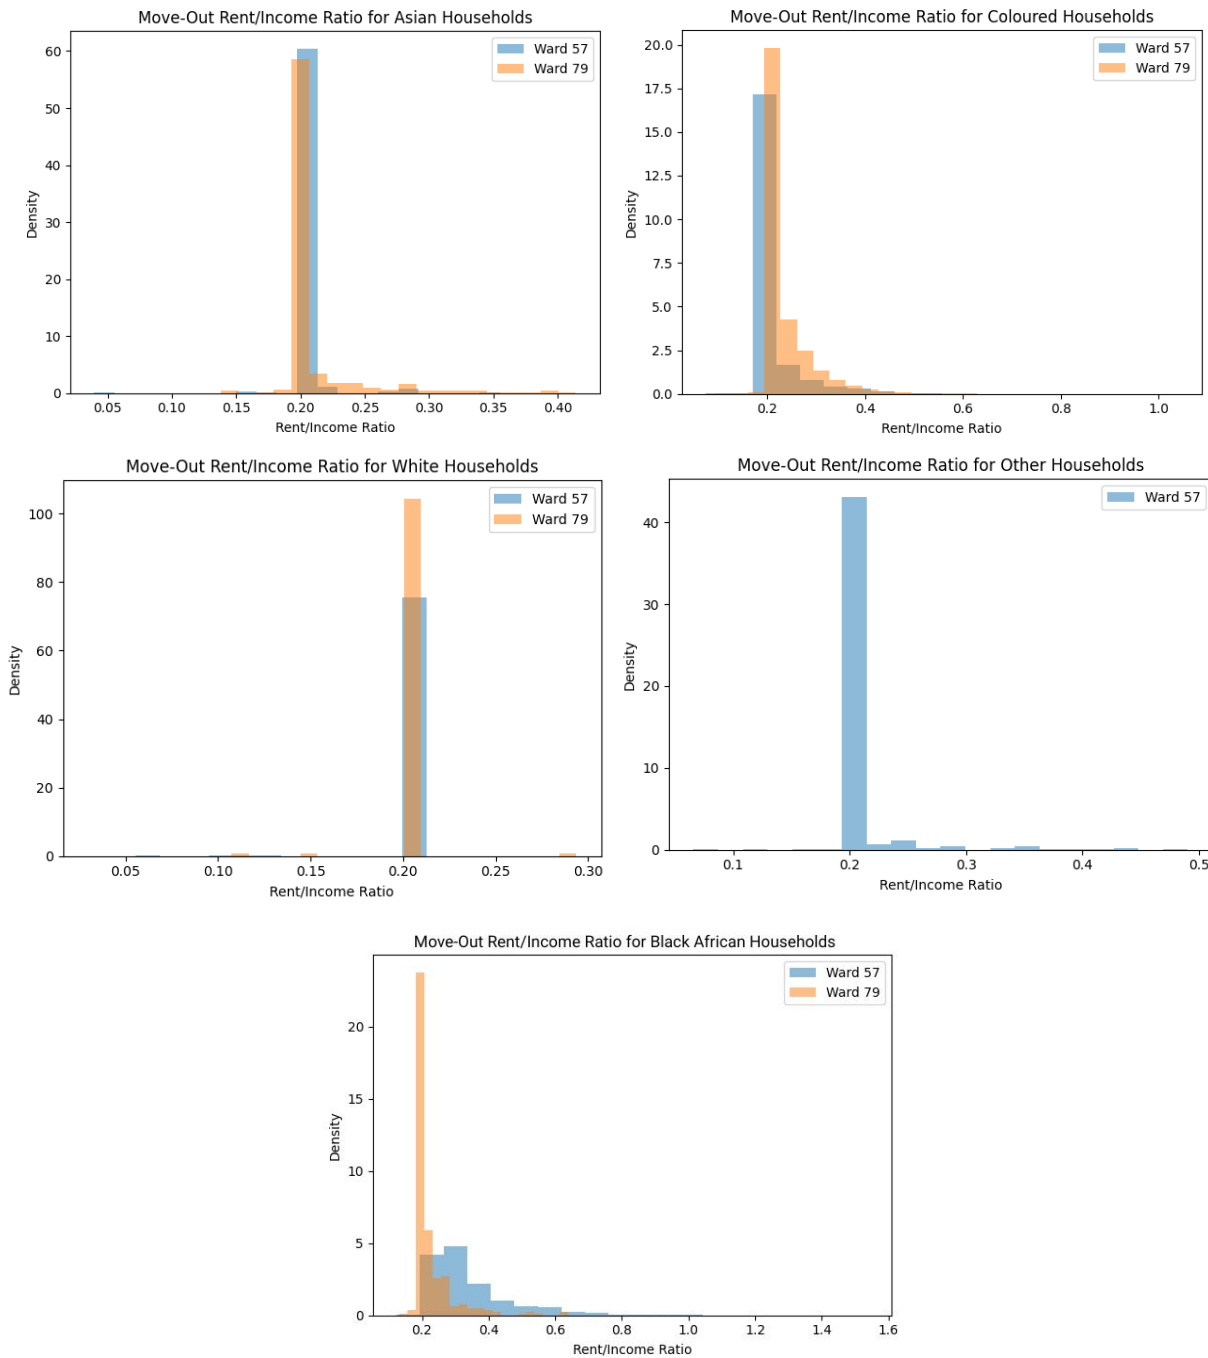 Move-Out Rent/Income Ratio for Asian Households
Ward 57
Ward 79
60
50
40
30
20
10
0
Density
0.05 0.10 0.15 0.20 0.25 0.30 0.35 0.40
Rent/Income Ratio
Move-Out Rent/Income Ratio for Coloured Households
Ward 57
Ward 79
20.0
17.5
15.0
12.5
10.0
7.5
5.0
2.5
0.0
Density
0.2 0.4 0.6 0.8 1.0
Rent/Income Ratio
Move-Out Rent/Income Ratio for White Households
Ward 57
Ward 79
100
80
60
40
20
0
Density
0.05 0.10 0.15 0.20 0.25 0.30
Rent/Income Ratio
Move-Out Rent/Income Ratio for Other Households
Ward 57
40
30
20
10
0
Density
0.1 0.2 0.3 0.4 0.5
Rent/Income Ratio
Move-Out Rent/Income Ratio for Black African Households
Ward 57
Ward 79
20
15
10
5
0
Density
0.2 0.4 0.6 0.8 1.0 1.2 1.4 1.6
Rent/Income Ratio